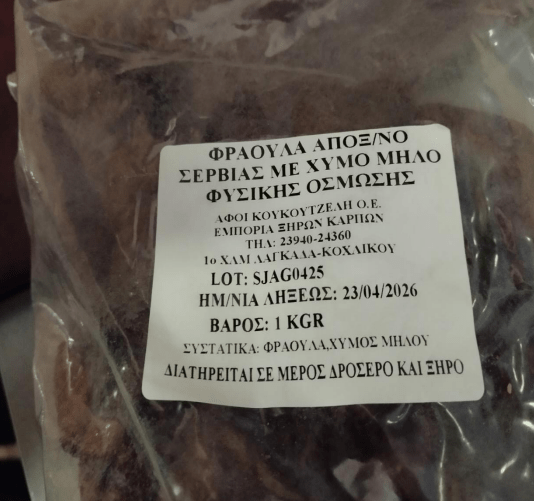 ΦΡΑΟΥΛΑ ΑΠΟΞ/ΝΟ
ΣΕΡΒΙΑΣ ΜΕ ΧΥΜΟ ΜΗΛΟ
ΦΥΣΙΚΗΣ ΟΣΜΩΣΗΣ
ΑΦΟΙ ΚΟΥΚΟΥΤΖΕΛΗ Ο.Ε.
ΕΜΠΟΡΙΑ ΞΗΡΩΝ ΚΑΡΠΩΝ
ΤΗΛ: 23940-24360
1ο ΧΛΜ ΛΑΓΚΑΔΑ-ΚΟΧΛΙΚΟΥ
LOT: SJAG0425
ΗΜ/ΝΙΑ ΛΗΞΕΩΣ: 23/04/2026
ΒΑΡΟΣ: 1 KGR
ΣΥΣΤΑΤΙΚΑ: ΦΡΑΟΥΛΑ,ΧΥΜΟΣ ΜΗΛΟΥ
ΔΙΑΤΗΡΕΙΤΑΙ ΣΕ ΜΕΡΟΣ ΔΡΟΣΕΡΟ ΚΑΙ ΞΗΡΟ